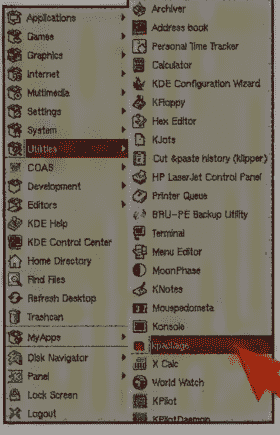 Applications
Games
Graphics
Internet
Multimedia
Settings
System
Utilities
COAS
Development
Editors
KDE Help
KDE Control Center
Home Directory
Find Files
Refresh Desktop
Trashcan
MyApps
Disk Navigator
Panel
Lock Screen
Logout
Archiver
Address book
Personal Time Tracker
Calculator
KDE Configuration Wizard
KFloppy
Hex Editor
KJots
Cut &paste history (klipper)
HP LaserJet Control Panel
Printer Queue
BRU-PE Backup Utility
Terminal
Menu Editor
MoonPhase
KNotes
Mouspedometa
Konsole
kpackage
X Calc
World Watch
KPilot
KPilotDaemon